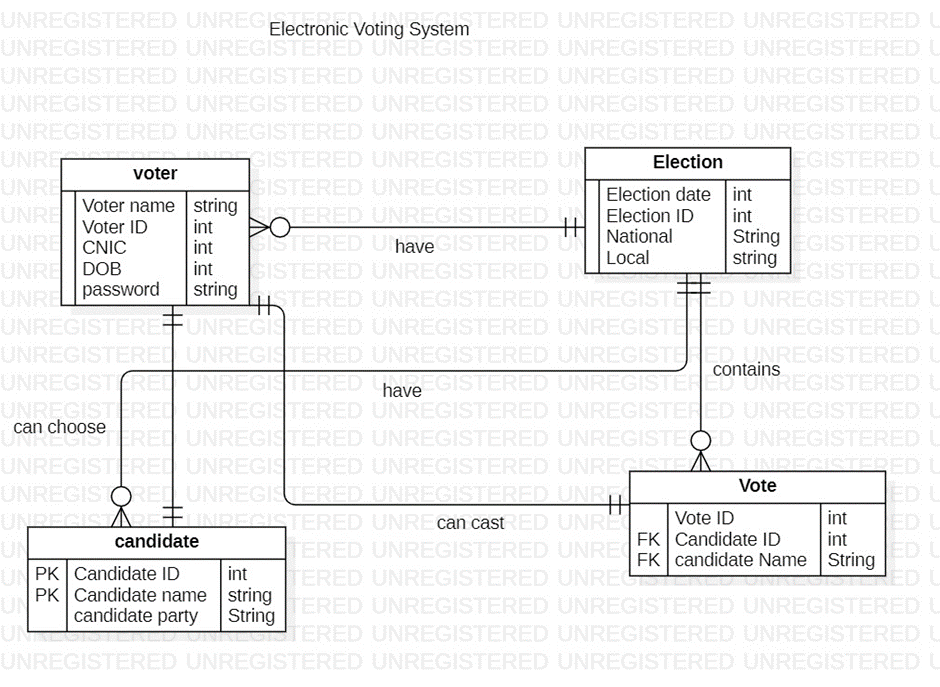 Electronic Voting System
voter
Voter name string
Voter ID int
CNIC int
DOB int
password string
Election
Election date int
Election ID int
National String
Local string
have
contains
have
can choose
can cast
candidate
PK Candidate ID int
PK Candidate name string
candidate party String
Vote
Vote ID int
FK Candidate ID int
FK candidate Name String
UNREGISTERED